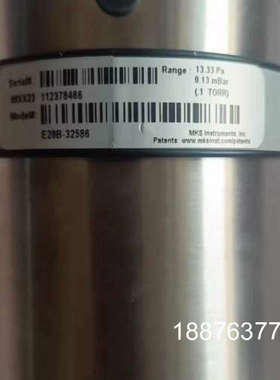 Serial#:
Range : 13.33 Pa
0.13 mBar
112378486
(.1 TORR)
Model#:
E28B-32586
MKS Instruments, Inc.
Patents: www.mksinst.com/patents
18876377